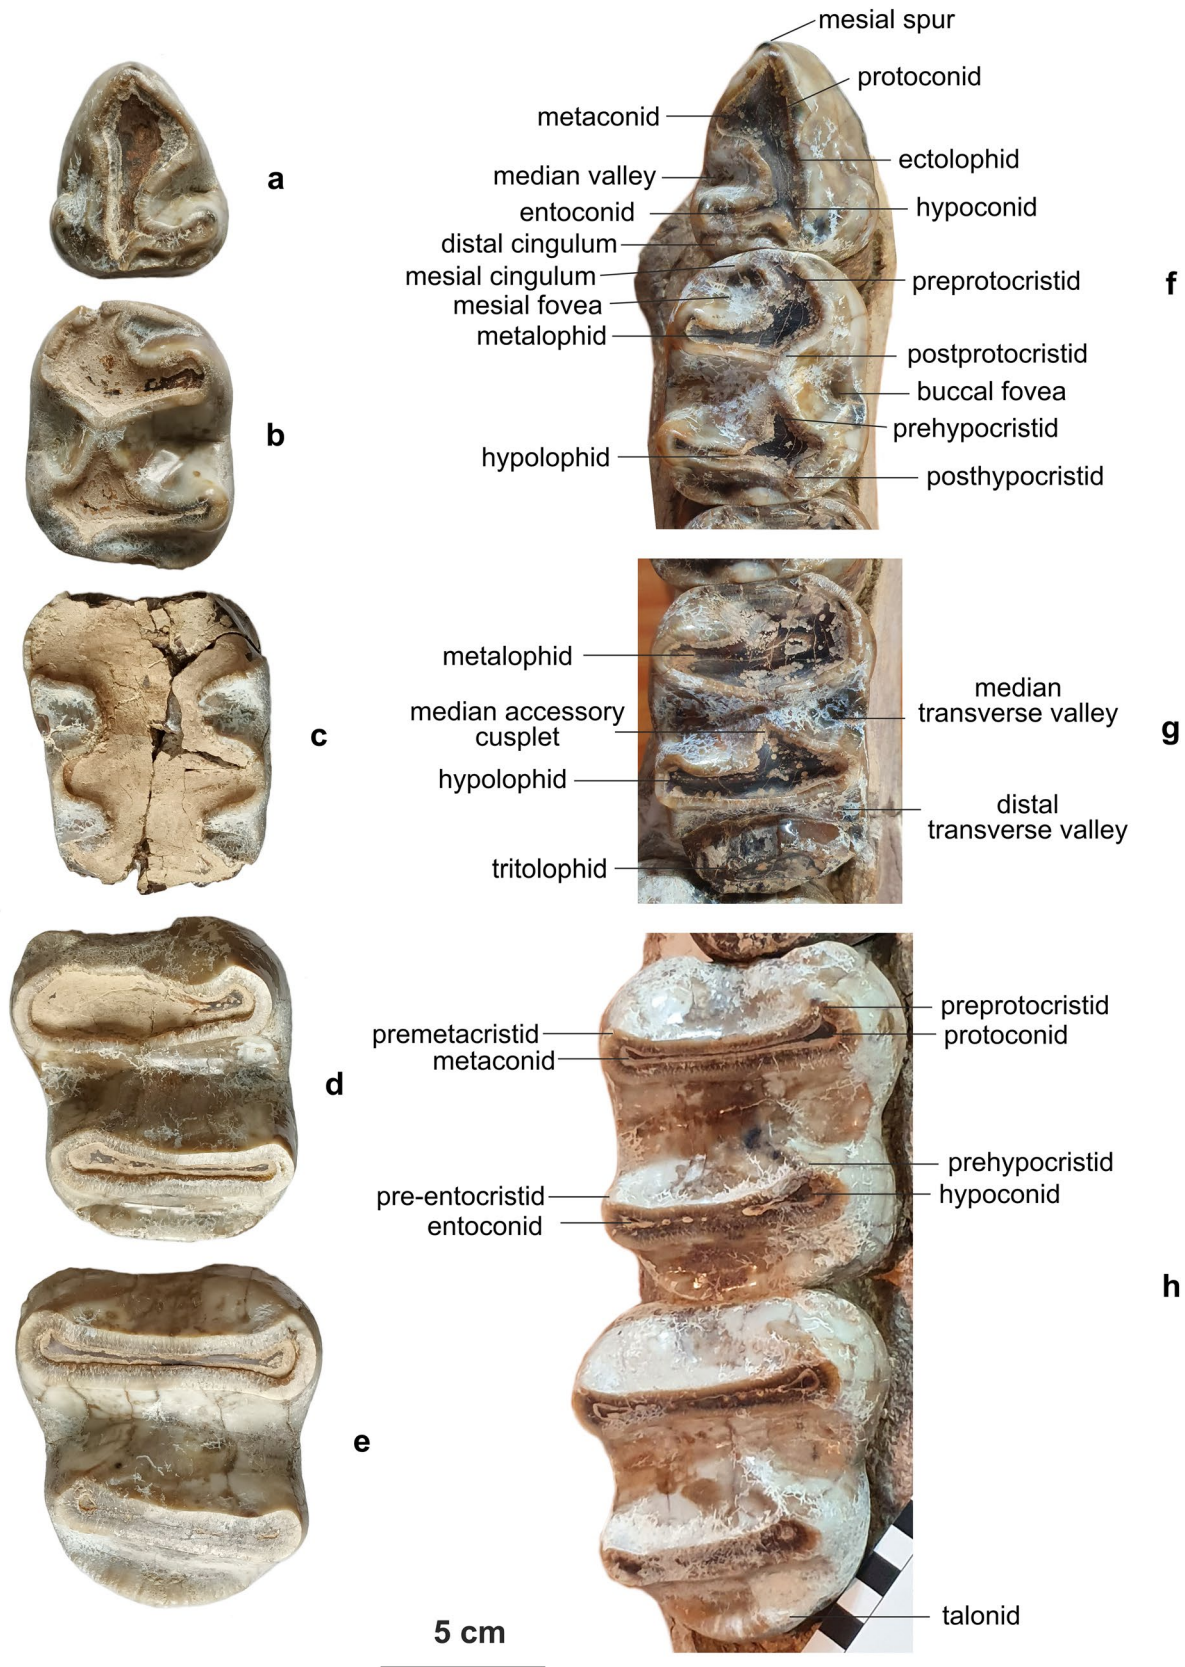 mesial spur
protoconid
metaconid
ectolophid
median valley
a
entoconid
hypoconid
distal cingulum
mesial cingulum
preprotocristid
f
mesial fovea
metalophid
postprotocristid
buccal fovea
prehypocristid
b
hypolophid
posthypocristid
metalophid
median
transverse valley
median accessory
cusplet
g
c
hypolophid
distal
transverse valley
tritolophid
preprotocristid
premetacristid
protoconid
metaconid
d
prehypocristid
pre-entocristid
hypoconid
entoconid
h
e
talonid
5 cm